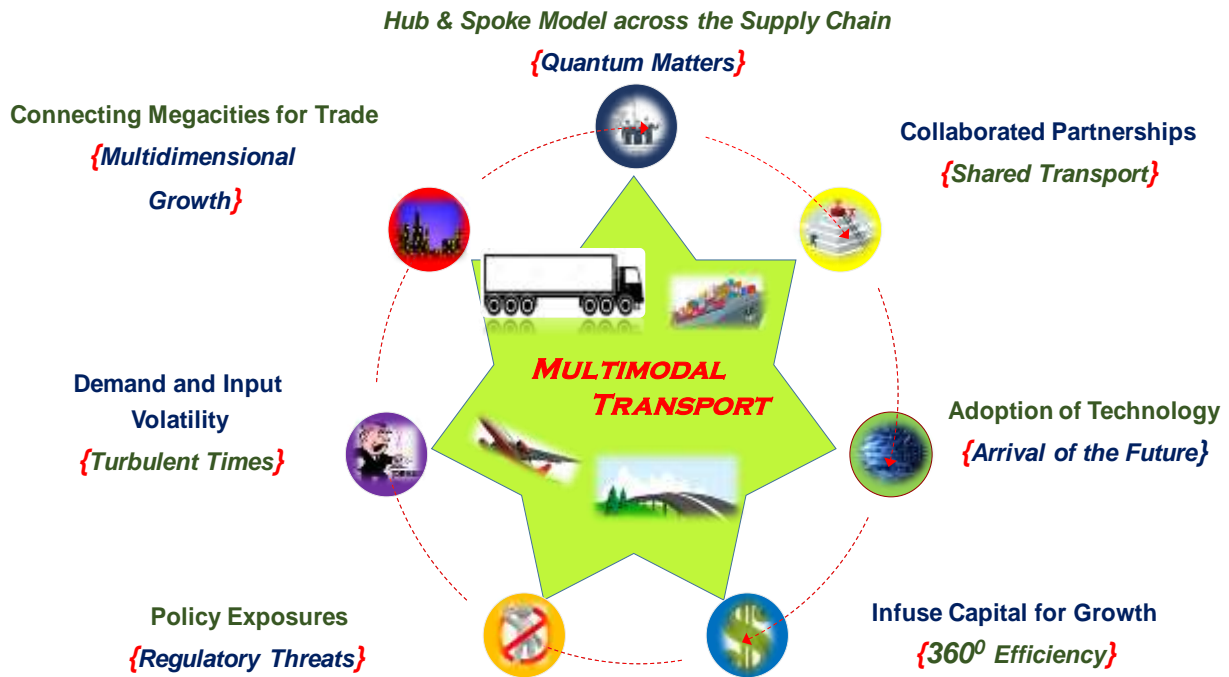 Hub & Spoke Model across the Supply Chain
{Quantum Matters}
Connecting Megacities for Trade
{Multidimensional
Growth}
Collaborated Partnerships
{Shared Transport}
MULTIMODAL
TRANSPORT
Demand and Input
Volatility
{Turbulent Times}
Adoption of Technology
{Arrival of the Future}
Policy Exposures
{Regulatory Threats}
Infuse Capital for Growth
{360⁰ Efficiency}